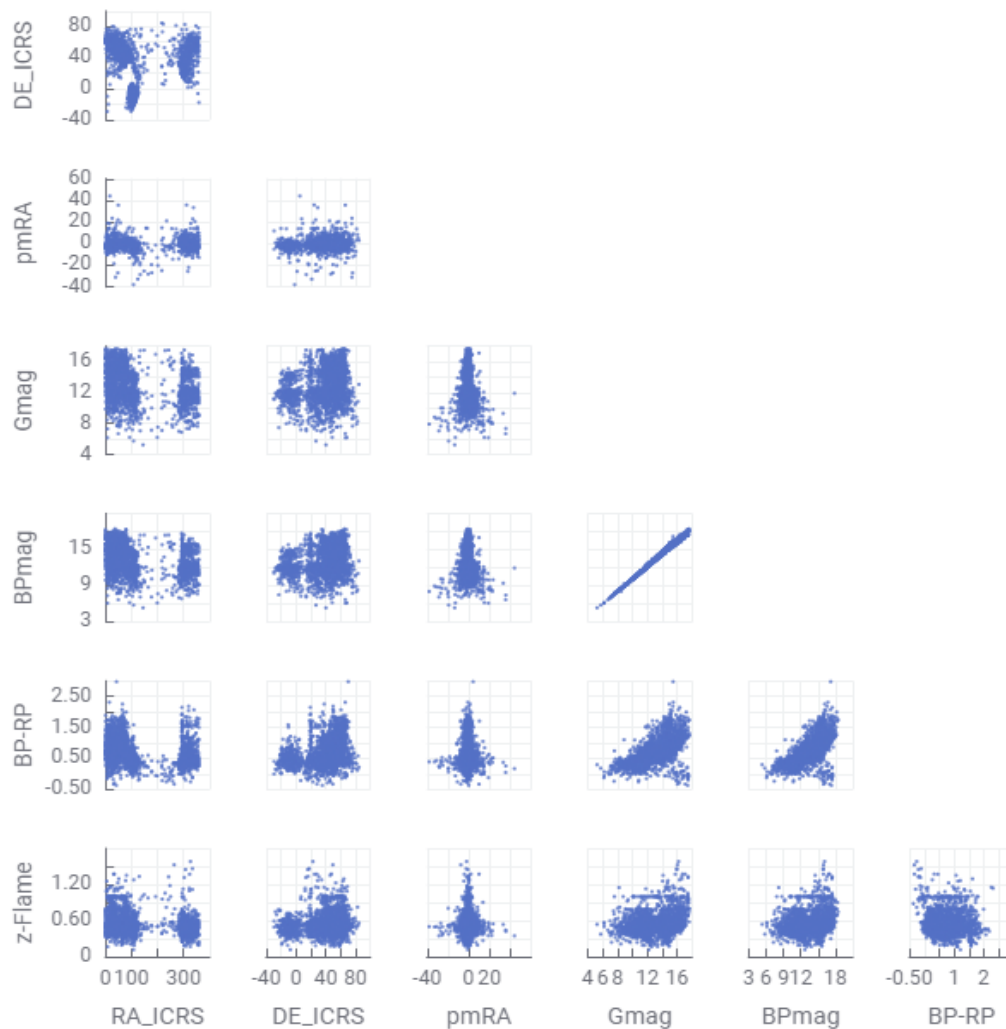 DE_ICRS
80
40
0
-40
pmRA
60
40
20
0
-20
-40
Gmag
16
12
8
4
BPmag
15
9
3
BP-RP
2.50
1.50
0.50
-0.50
z-Flame
1.20
0.60
0
0 100 300
-40 0 40 80
-40 0 20
4 6 8 12 16
3 6 9 12 18
-0.50 1 2
RA_ICRS DE_ICRS pmRA Gmag BPmag BP-RP